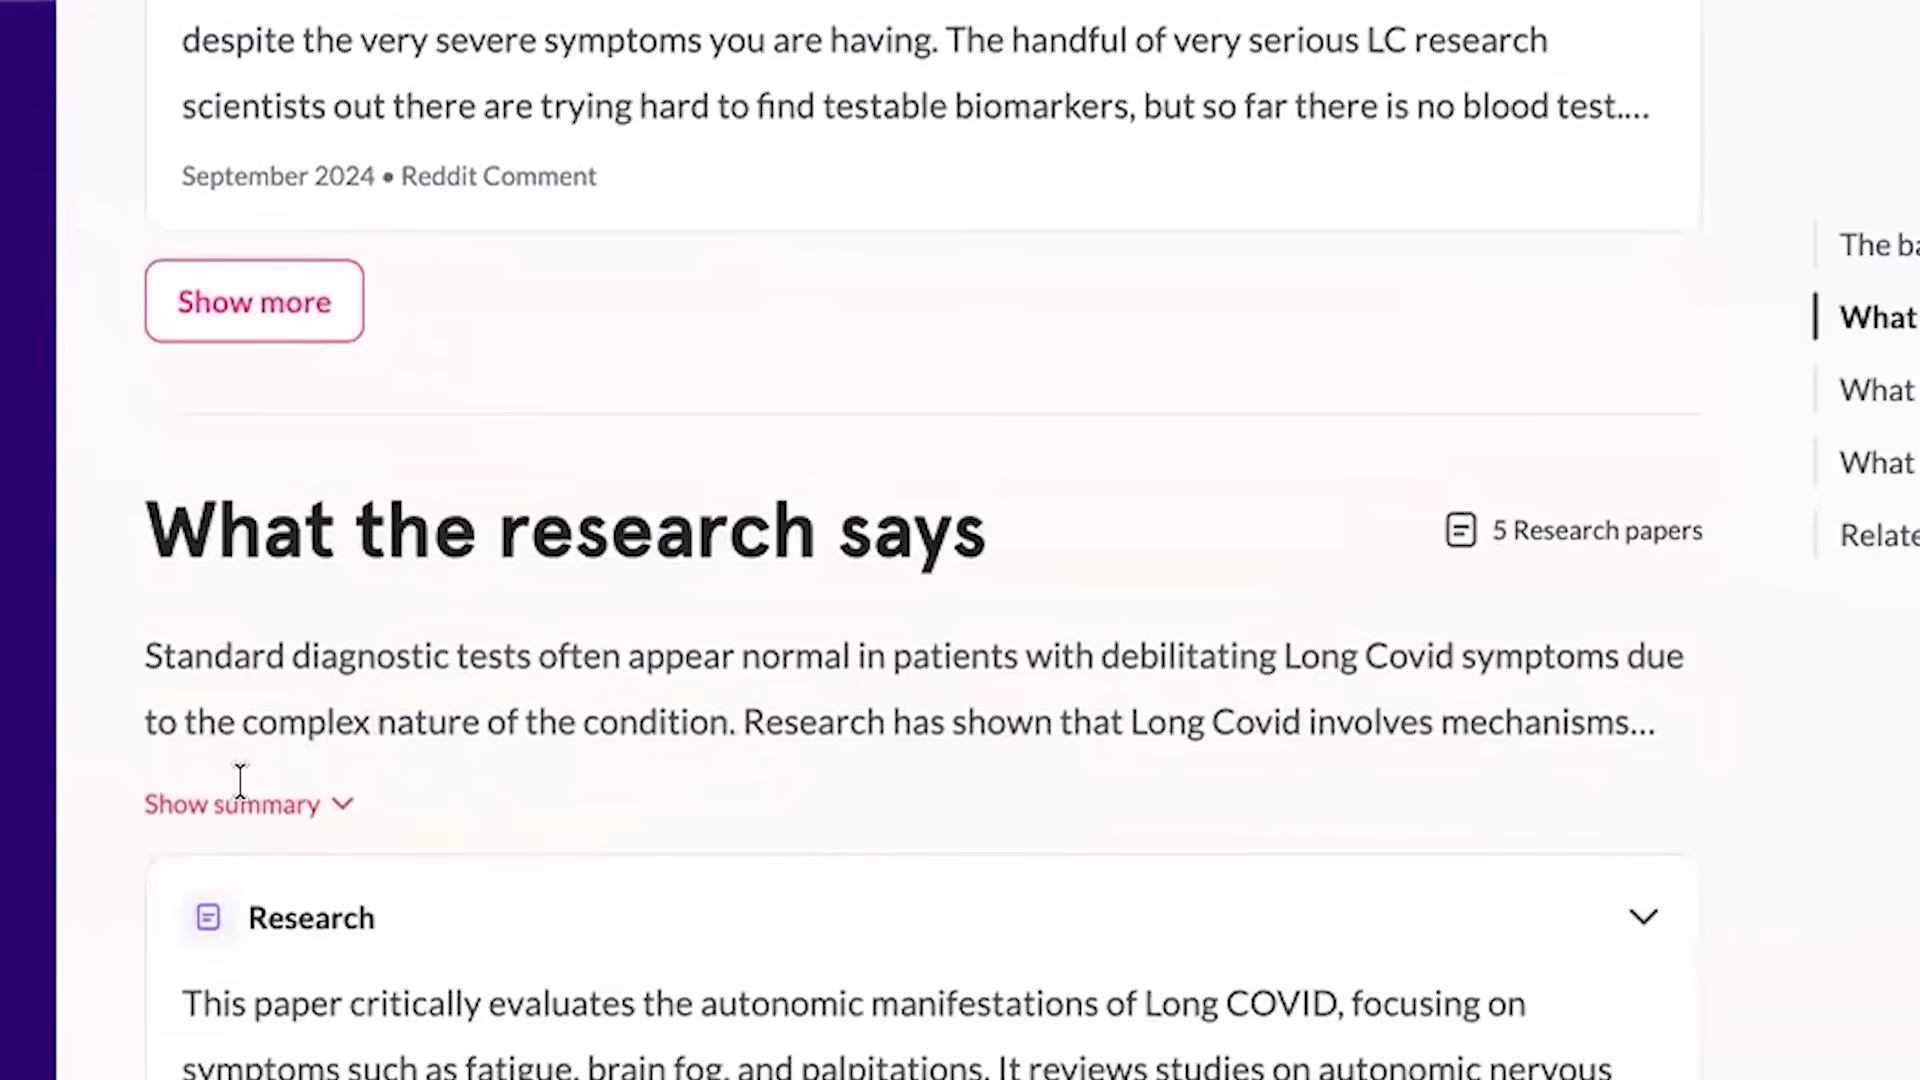 despite the very severe symptoms you are having. The handful of very serious LC research
scientists out there are trying hard to find testable biomarkers, but so far there is no blood test....
September 2024 • Reddit Comment
Show more
What the research says
5 Research papers
Standard diagnostic tests often appear normal in patients with debilitating Long Covid symptoms due
to the complex nature of the condition. Research has shown that Long Covid involves mechanisms...
Show summary
Research
This paper critically evaluates the autonomic manifestations of Long COVID, focusing on
symptoms such as fatigue, brain fog, and palpitations. It reviews studies on autonomic nervous
The
What
What
What